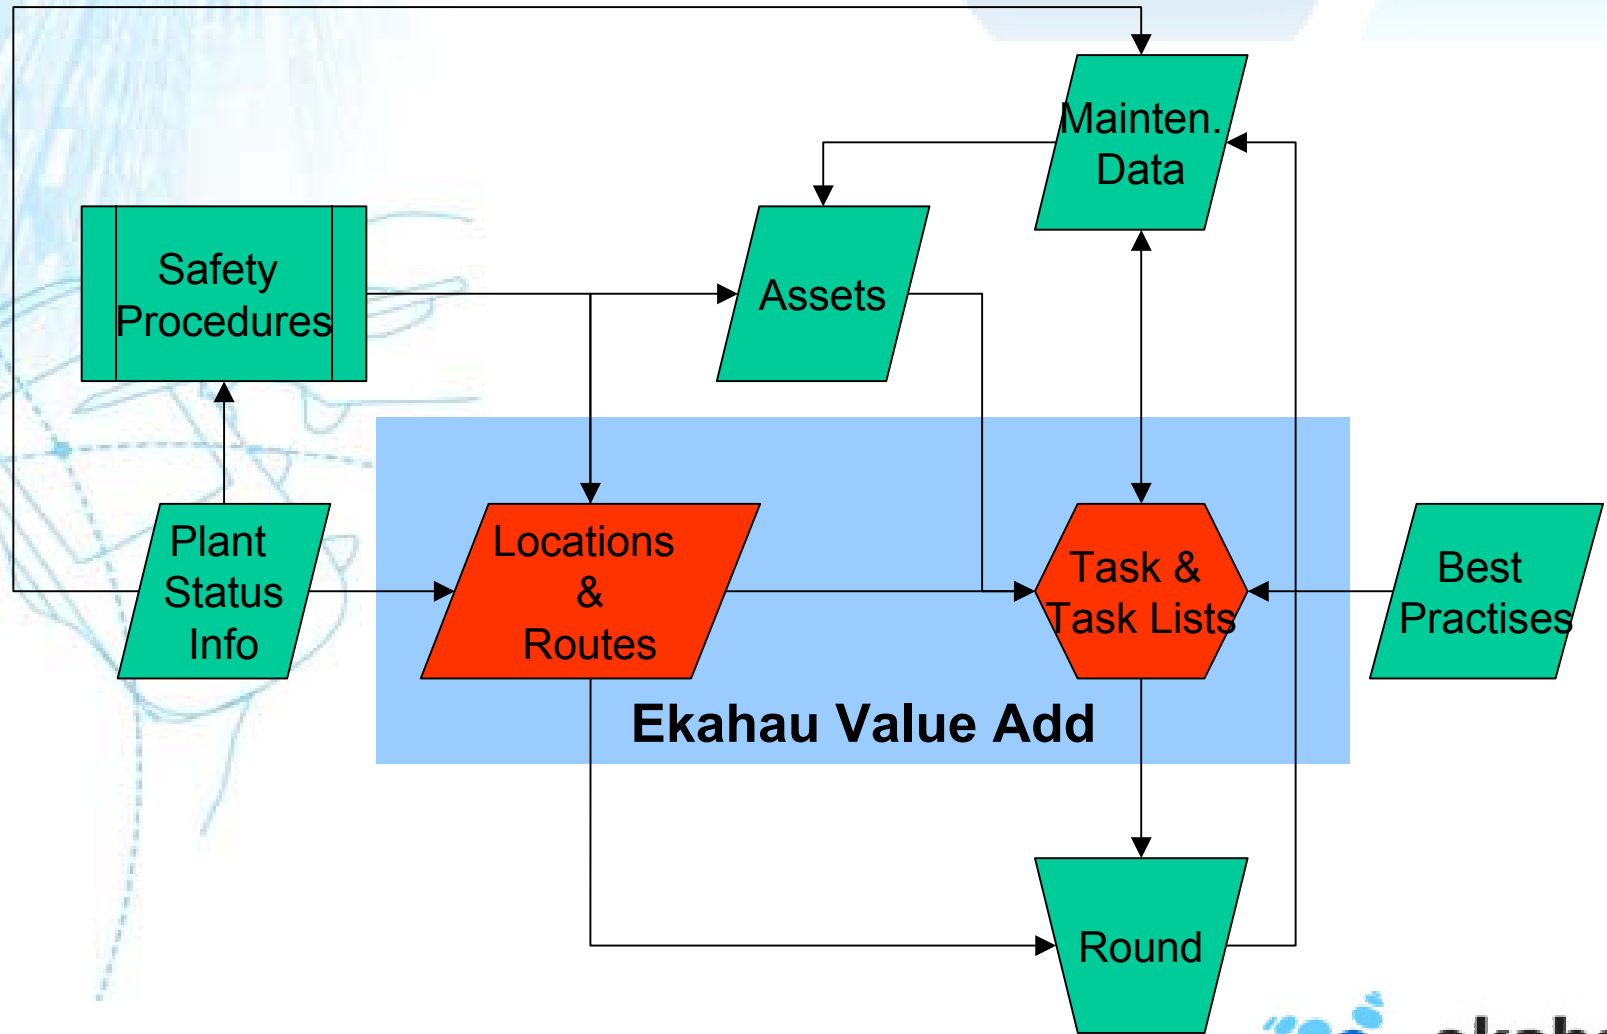 Mainten.
Data
Safety
Procedures
Assets
Plant
Status
Info
Locations
&
Routes
Task &
Task Lists
Best
Practises
Ekahau Value Add
Round